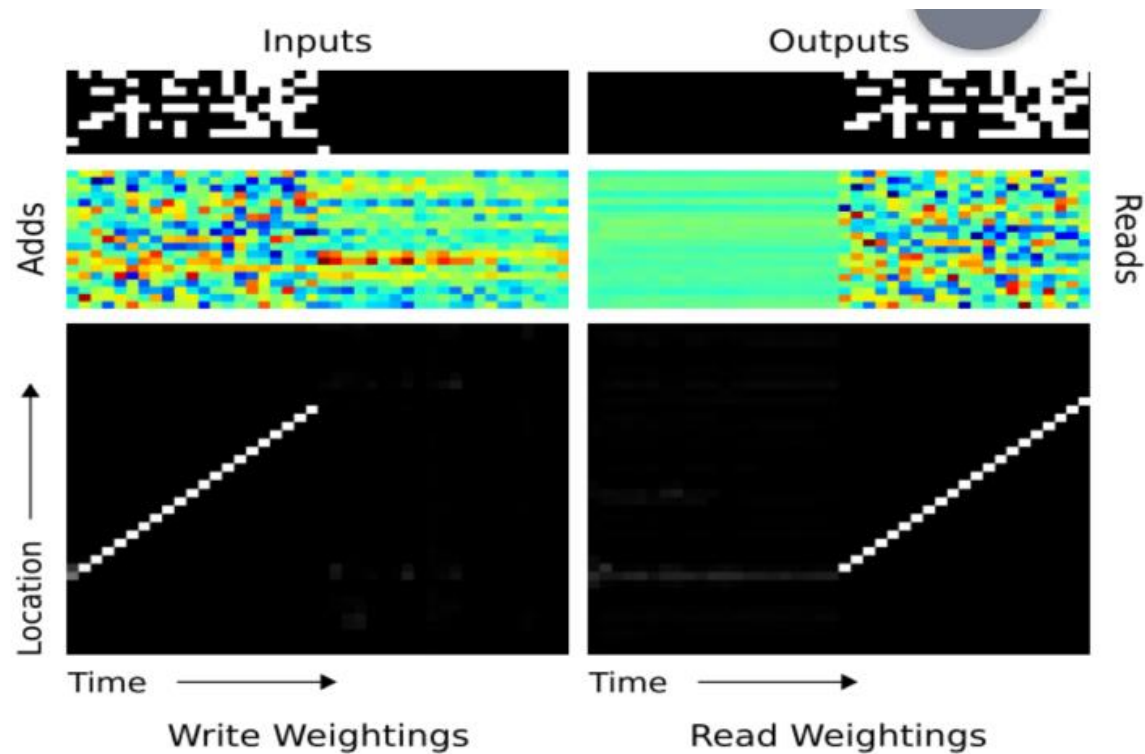 Inputs
Outputs
Adds
Reads
Location
Time
Time
Write Weightings
Read Weightings